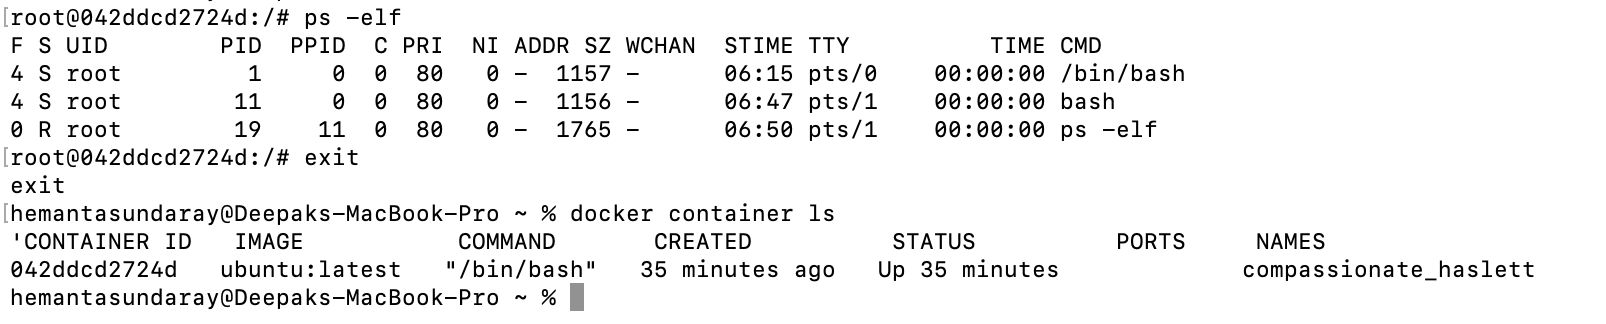 [root@042ddcd2724d:/# ps -elf
F S UID        PID  PPID  C PRI  NI ADDR SZ WCHAN  STIME TTY          TIME CMD
4 S root         1     0  0  80   0 -  1157 -      06:15 pts/0    00:00:00 /bin/bash
4 S root        11     0  0  80   0 -  1156 -      06:47 pts/1    00:00:00 bash
0 R root        19    11  0  80   0 -  1765 -      06:50 pts/1    00:00:00 ps -elf
[root@042ddcd2724d:/# exit
exit
[hemantasundaray@Deepaks-MacBook-Pro ~ % docker container ls
'CONTAINER ID   IMAGE           COMMAND       CREATED          STATUS          PORTS     NAMES
042ddcd2724d   ubuntu:latest   "/bin/bash"   35 minutes ago   Up 35 minutes             compassionate_haslett
hemantasundaray@Deepaks-MacBook-Pro ~ %